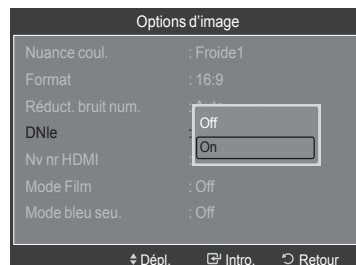 Options d'image
Nuance coul. : Froide1
Format : 16:9
Réduct. bruit num. :
DNIe :
Off
On
Nv nr HDMI :
Mode Film : Off
Mode bleu seu. : Off
Dépl. Intro. Retour